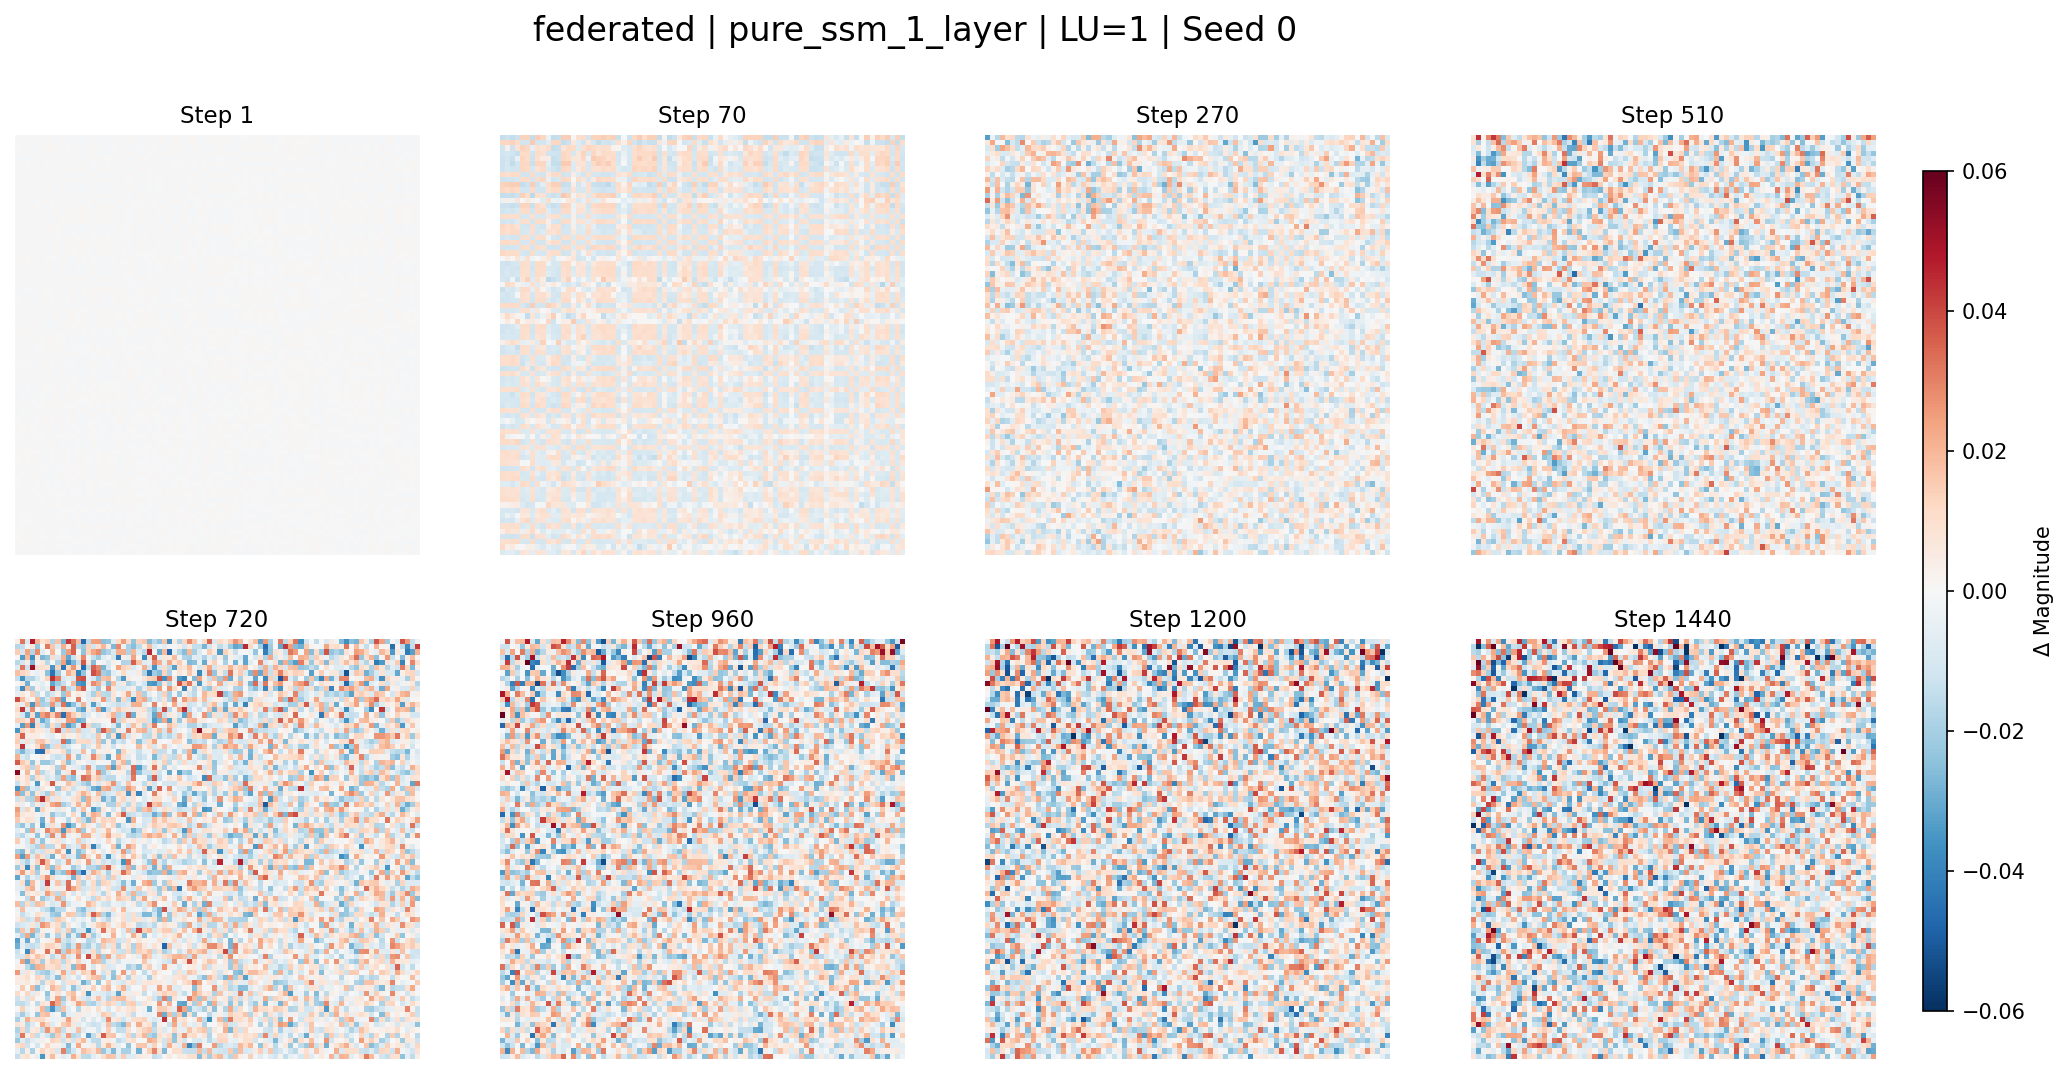 federated | pure_ssm_1_layer | LU=1 | Seed 0
Step 1
Step 70
Step 270
Step 510
Step 720
Step 960
Step 1200
Step 1440
0.06
0.04
0.02
0.00
−0.02
−0.04
−0.06
Δ Magnitude